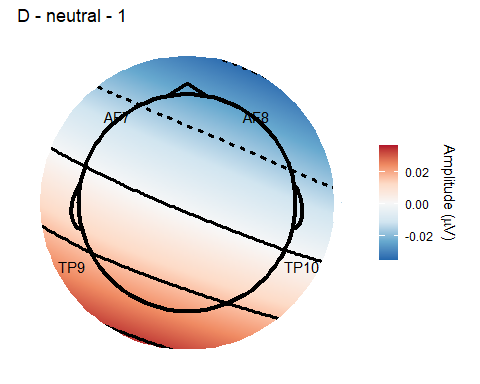 D - neutral - 1
AF7
AF8
TP9
TP10
Amplitude (μV)
0.02
0.00
-0.02